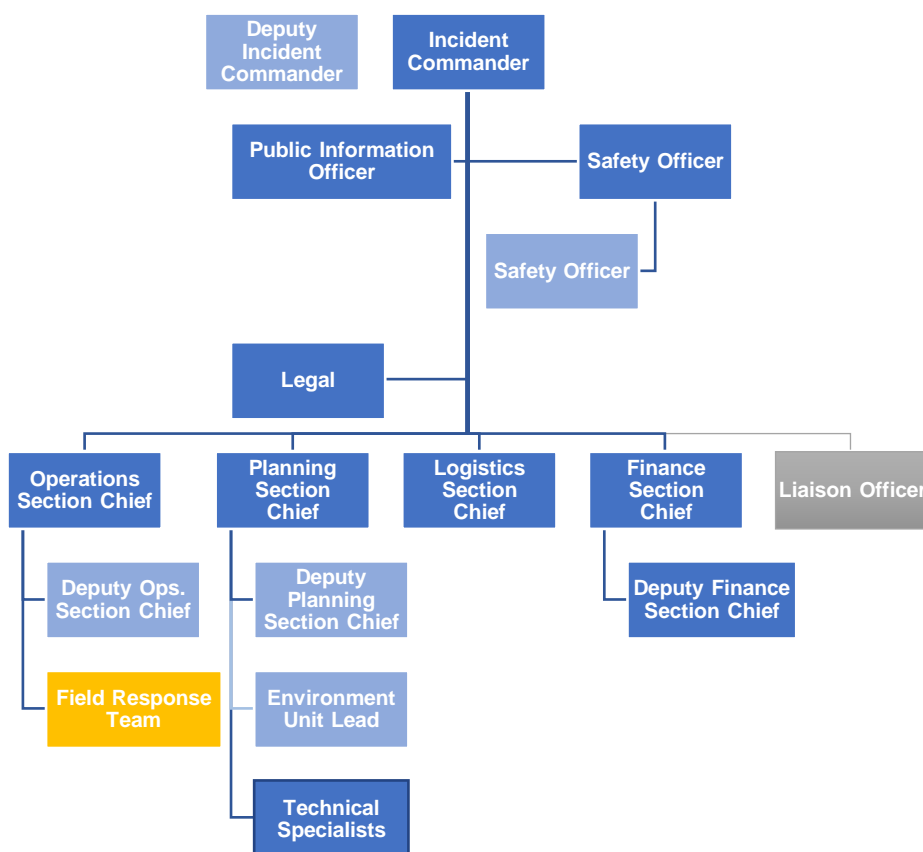 Deputy
Incident
Commander
Incident
Commander
Public Information
Officer
Safety Officer
Safety Officer
Legal
Operations
Section Chief
Planning
Section
Chief
Logistics
Section
Chief
Finance
Section
Chief
Liaison Officer
Deputy Ops.
Section Chief
Deputy
Planning
Section Chief
Deputy Finance
Section Chief
Field Response
Team
Environment
Unit Lead
Technical
Specialists